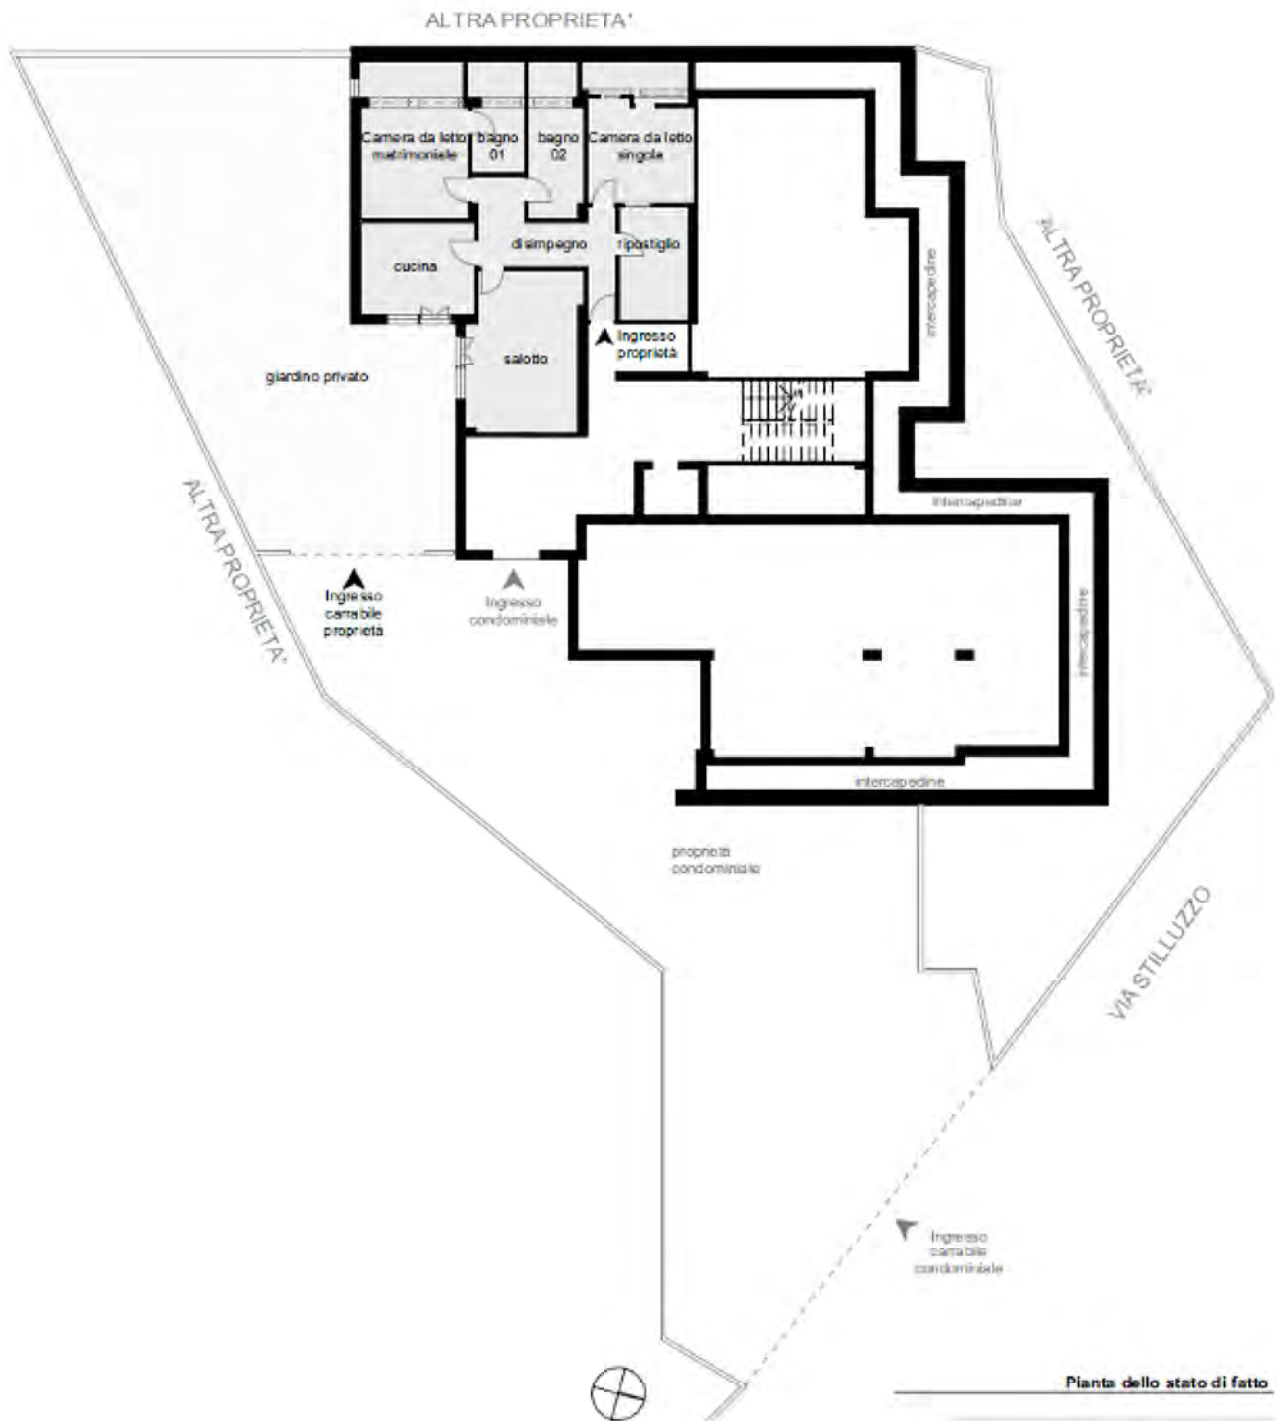 ALTRA PROPRIETA'
Camera da letto
matrimoniale
bagno
01
bagno
02
Camera da letto
singola
disimpegno
ripostiglio
cucina
Ingresso
proprietà
salotto
giardino privato
intercapedine
ALTRA PROPRIETA'
ALTRA PROPRIETA'
intercapedine
Ingresso
carrabile
proprietà
Ingresso
condominiale
intercapedine
intercapedine
proprietà
condominiale
VIA STILLUZZO
Ingresso
carrabile
condominiale
Pianta dello stato di fatto